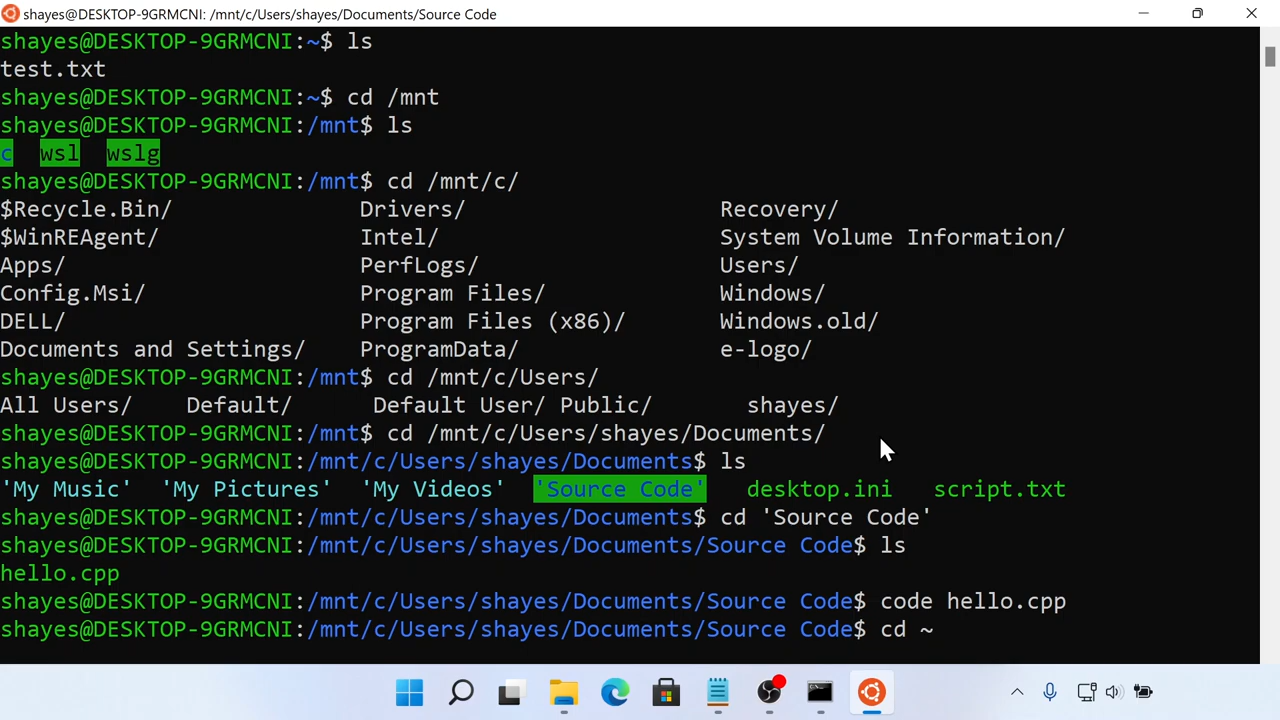 shayes@DESKTOP-9GRMCNI: /mnt/c/Users/shayes/Documents/Source Code
shayes@DESKTOP-9GRMCNI:~$ ls
test.txt
shayes@DESKTOP-9GRMCNI:~$ cd /mnt
shayes@DESKTOP-9GRMCNI:/mnt$ ls
c  wsl  wslg
shayes@DESKTOP-9GRMCNI:/mnt$ cd /mnt/c/
$Recycle.Bin/  Drivers/  Recovery/
$WinREAgent/  Intel/  System Volume Information/
Apps/  PerfLogs/  Users/
Config.Msi/  Program Files/  Windows/
DELL/  Program Files (x86)/  Windows.old/
Documents and Settings/  ProgramData/  e-logo/
shayes@DESKTOP-9GRMCNI:/mnt$ cd /mnt/c/Users/
All Users/  Default/  Default User/ Public/  shayes/
shayes@DESKTOP-9GRMCNI:/mnt$ cd /mnt/c/Users/shayes/Documents/
shayes@DESKTOP-9GRMCNI:/mnt/c/Users/shayes/Documents$ ls
'My Music'  'My Pictures'  'My Videos'  'Source Code'  desktop.ini  script.txt
shayes@DESKTOP-9GRMCNI:/mnt/c/Users/shayes/Documents$ cd 'Source Code'
shayes@DESKTOP-9GRMCNI:/mnt/c/Users/shayes/Documents/Source Code$ ls
hello.cpp
shayes@DESKTOP-9GRMCNI:/mnt/c/Users/shayes/Documents/Source Code$ code hello.cpp
shayes@DESKTOP-9GRMCNI:/mnt/c/Users/shayes/Documents/Source Code$ cd ~